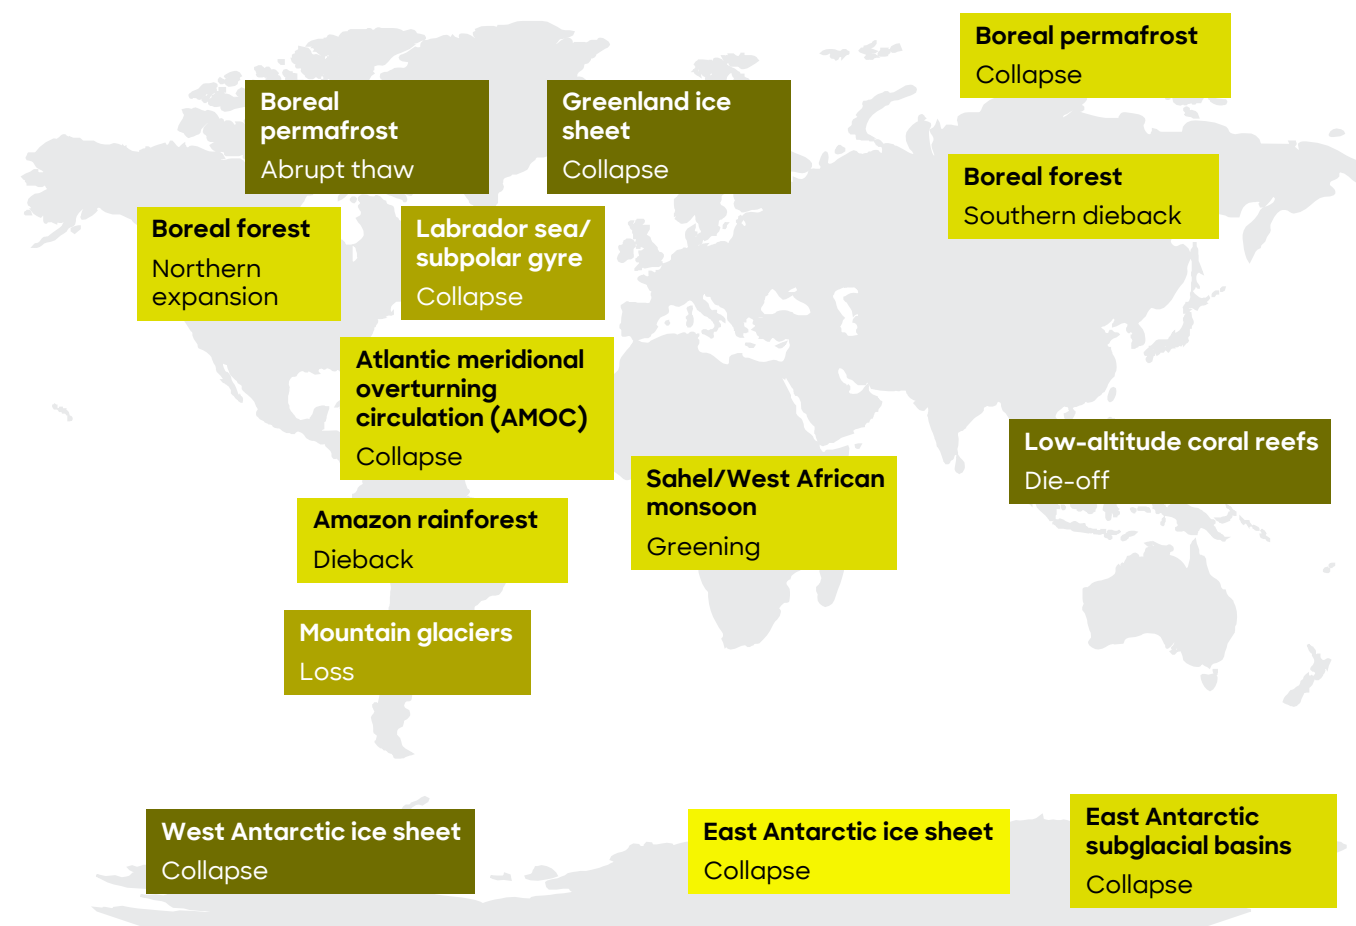 Boreal permafrost
Collapse
Boreal
permafrost
Abrupt thaw
Greenland ice
sheet
Collapse
Boreal forest
Southern dieback
Boreal forest
Northern
expansion
Labrador sea/
subpolar gyre
Collapse
Atlantic meridional
overturning
circulation (AMOC)
Collapse
Low-altitude coral reefs
Die-off
Sahel/West African
monsoon
Greening
Amazon rainforest
Dieback
Mountain glaciers
Loss
West Antarctic ice sheet
Collapse
East Antarctic ice sheet
Collapse
East Antarctic
subglacial basins
Collapse